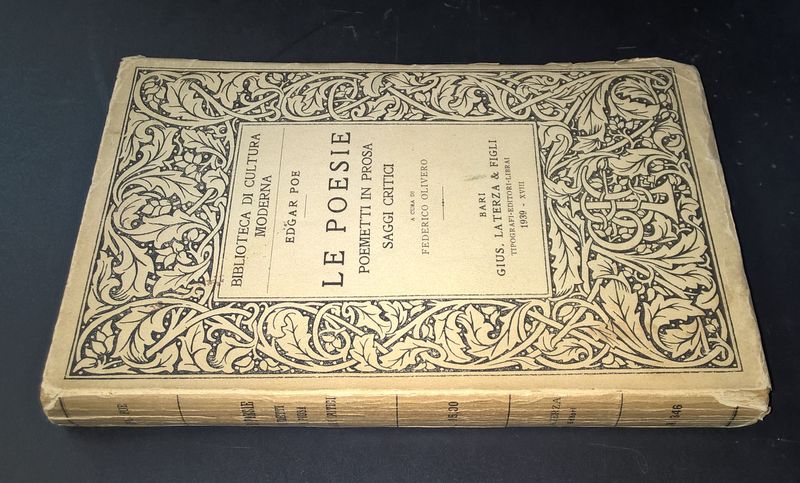 BIBLIOTECA DI CULTURA
MODERNA
EDGAR POE
LE POESIE
POEMETTI IN PROSA
SAGGI CRITICI
A CURA DI
FEDERICO OLIVERO
BARI
GIUS. LATERZA & FIGLI
TIPOGRAFI-EDITORI-LIBRAI
1939 - XVIII
POE